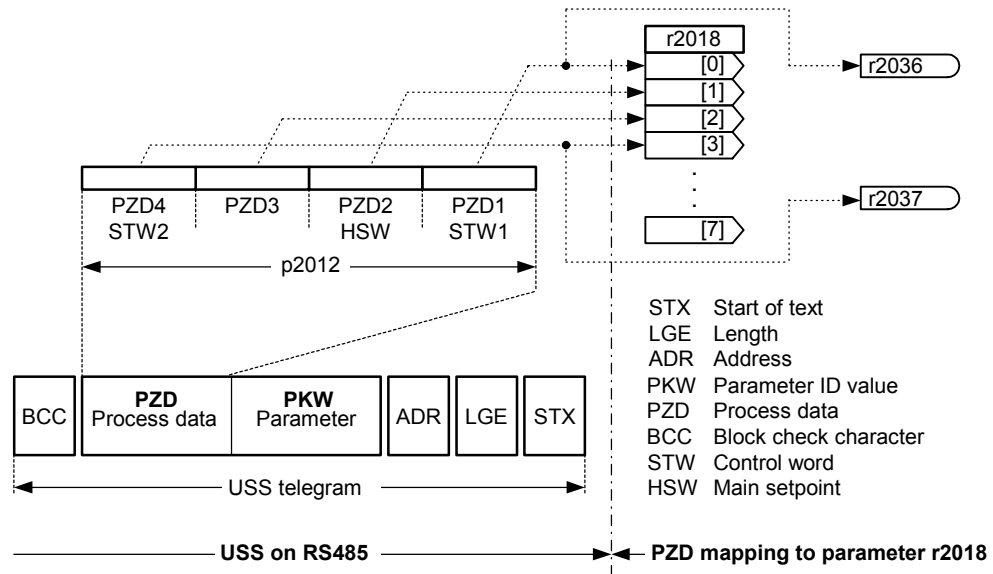 r2018
[0]
r2036
[1]
[2]
[3]
PZD4 PZD3 PZD2 PZD1
STW2 HSW STW1
r2037
[7]
p2012
STX Start of text
LGE Length
ADR Address
PKW Parameter ID value
PZD Process data
BCC Block check character
STW Control word
HSW Main setpoint
BCC
PZD
Process data
PKW
Parameter
ADR
LGE
STX
USS telegram
USS on RS485
PZD mapping to parameter r2018